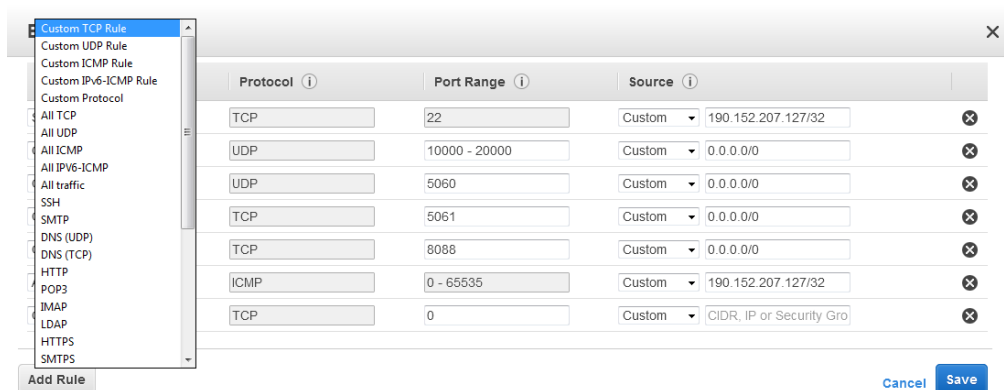 Custom TCP Rule
Custom UDP Rule
Custom ICMP Rule
Custom IPv6-ICMP Rule
Custom Protocol
All TCP
All UDP
All ICMP
All IPV6-ICMP
All traffic
SSH
SMTP
DNS (UDP)
DNS (TCP)
HTTP
POP3
IMAP
LDAP
HTTPS
SMTPS
Protocol i Port Range i Source i
TCP 22 Custom 190.152.207.127/32
UDP 10000 - 20000 Custom 0.0.0.0/0
UDP 5060 Custom 0.0.0.0/0
TCP 5061 Custom 0.0.0.0/0
TCP 8088 Custom 0.0.0.0/0
ICMP 0 - 65535 Custom 190.152.207.127/32
TCP 0 Custom CIDR, IP or Security Gro
Add Rule Cancel Save